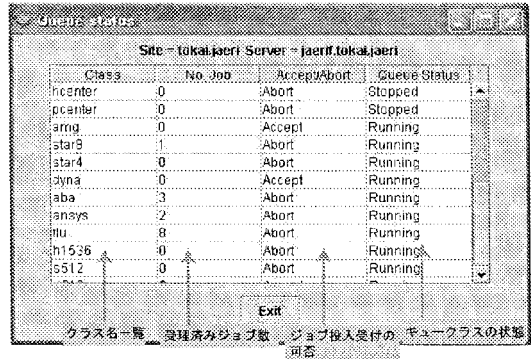 Queue status
Site = tokai.jaeri Server = jaerif.tokai.jaeri
Class No. Job Accept/Abort Queue Status
hcenter 0 Abort Stopped
pcenter 0 Abort Stopped
amg 0 Accept Running
star8 1 Abort Running
star4 0 Abort Running
dyna 0 Accept Running
aba 3 Abort Running
ansys 2 Abort Running
8 Abort Running
h1536 0 Abort Running
s512 0 Abort Running
Exit
クラス名一覧 受理済みジョブ数 ジョブ投入受付の可否 キュークラスの状態